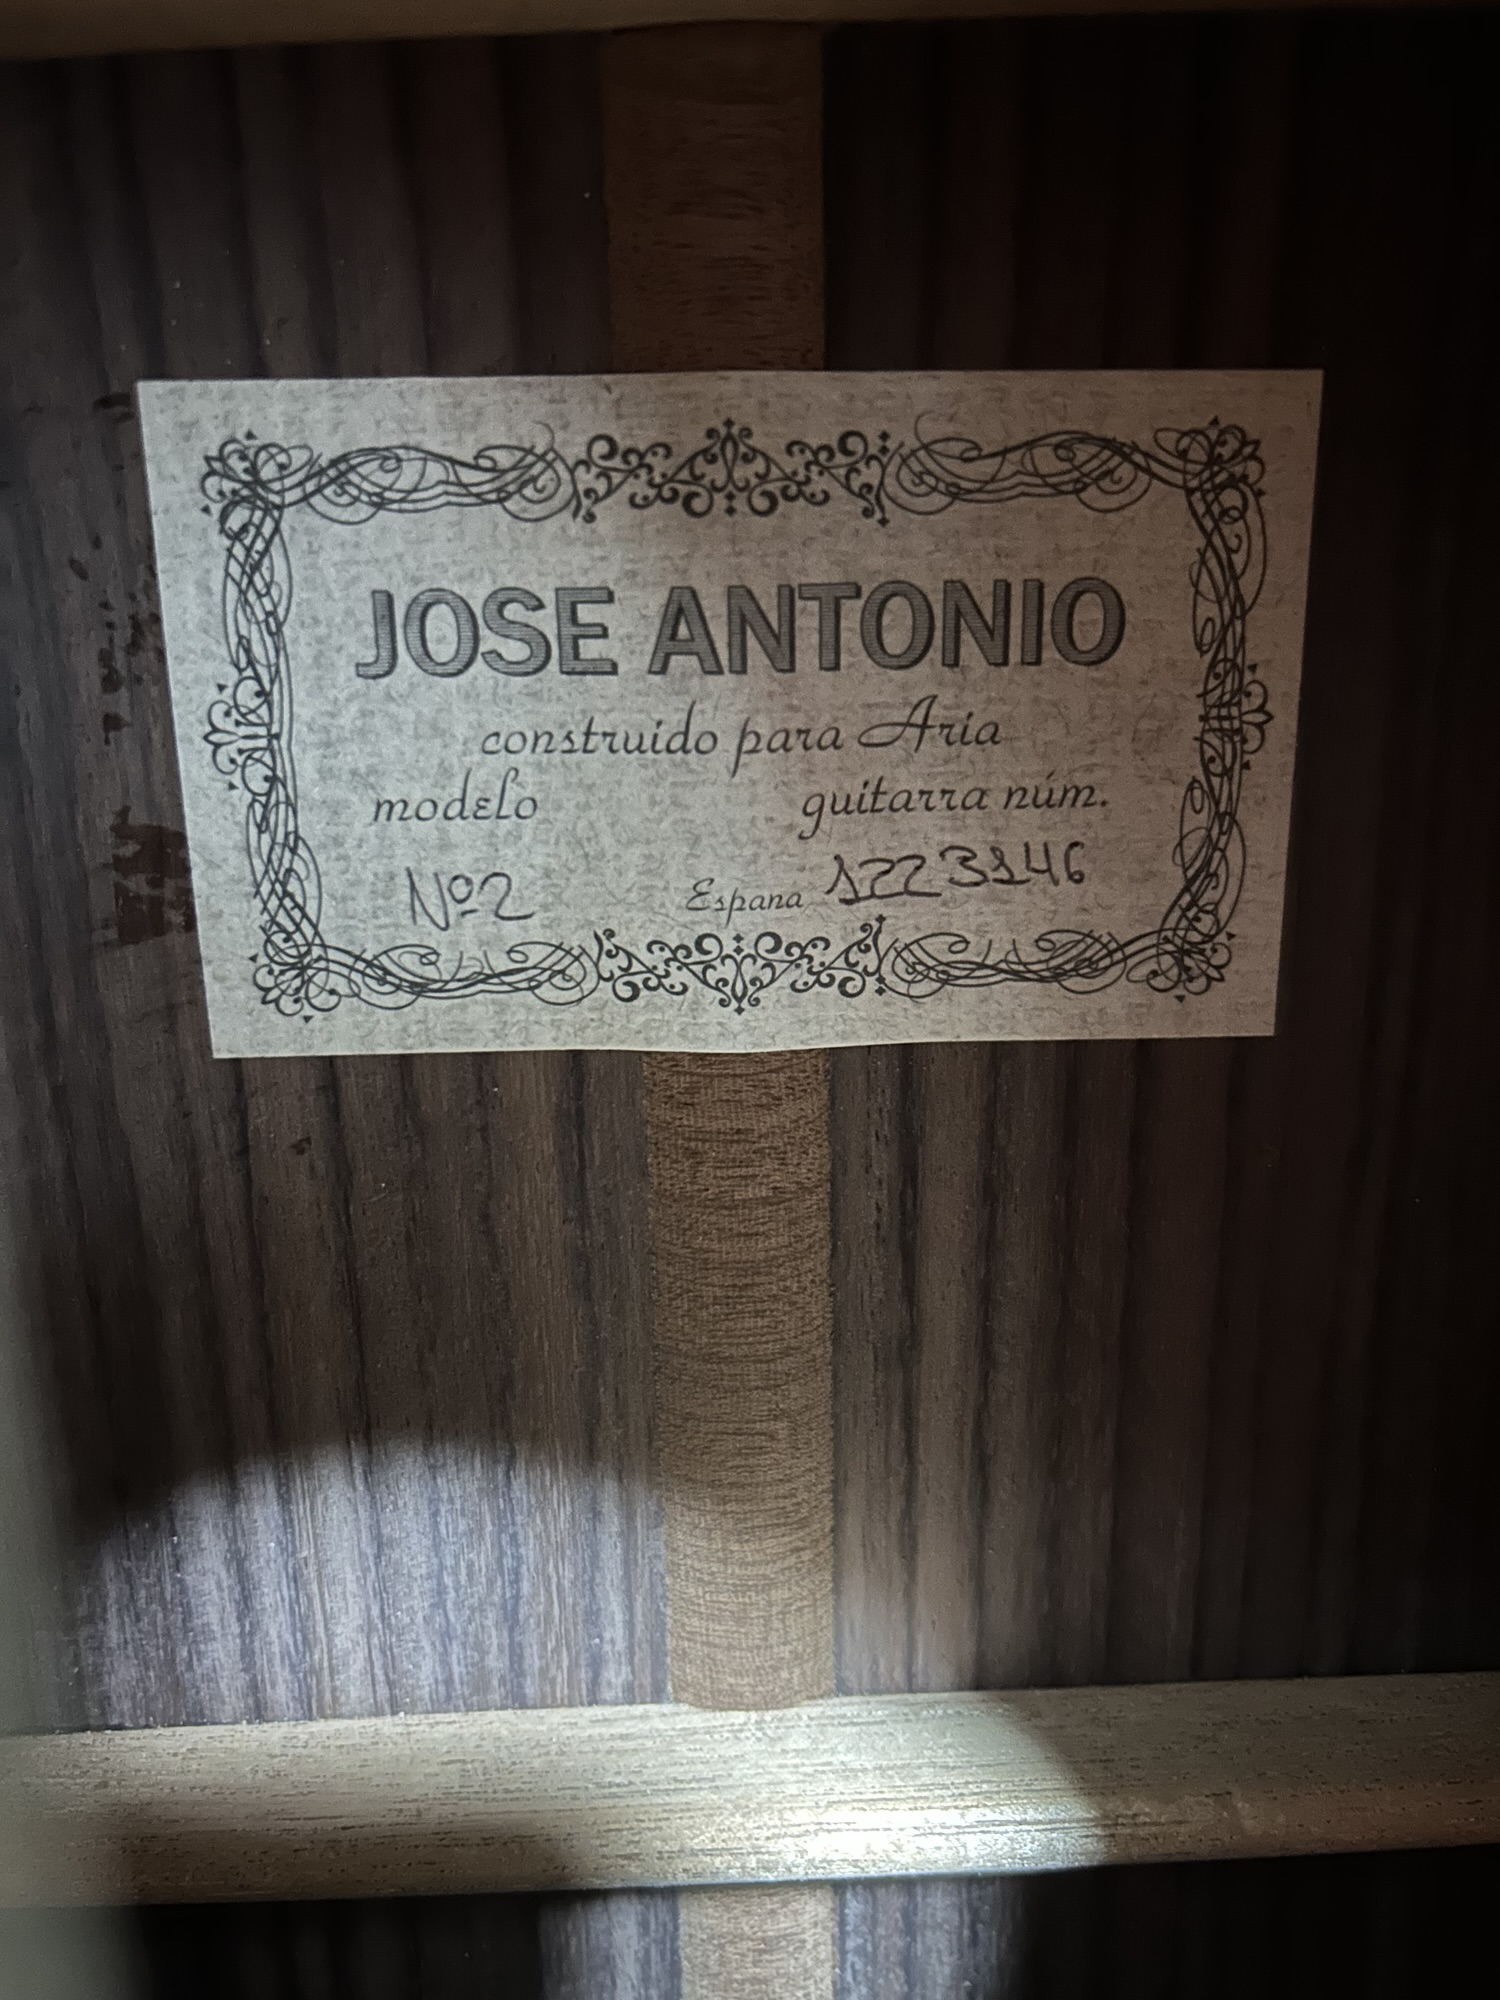 JOSE ANTONIO
construido para Aria
modelo guitarra núm.
Nº2 Espana 1223146